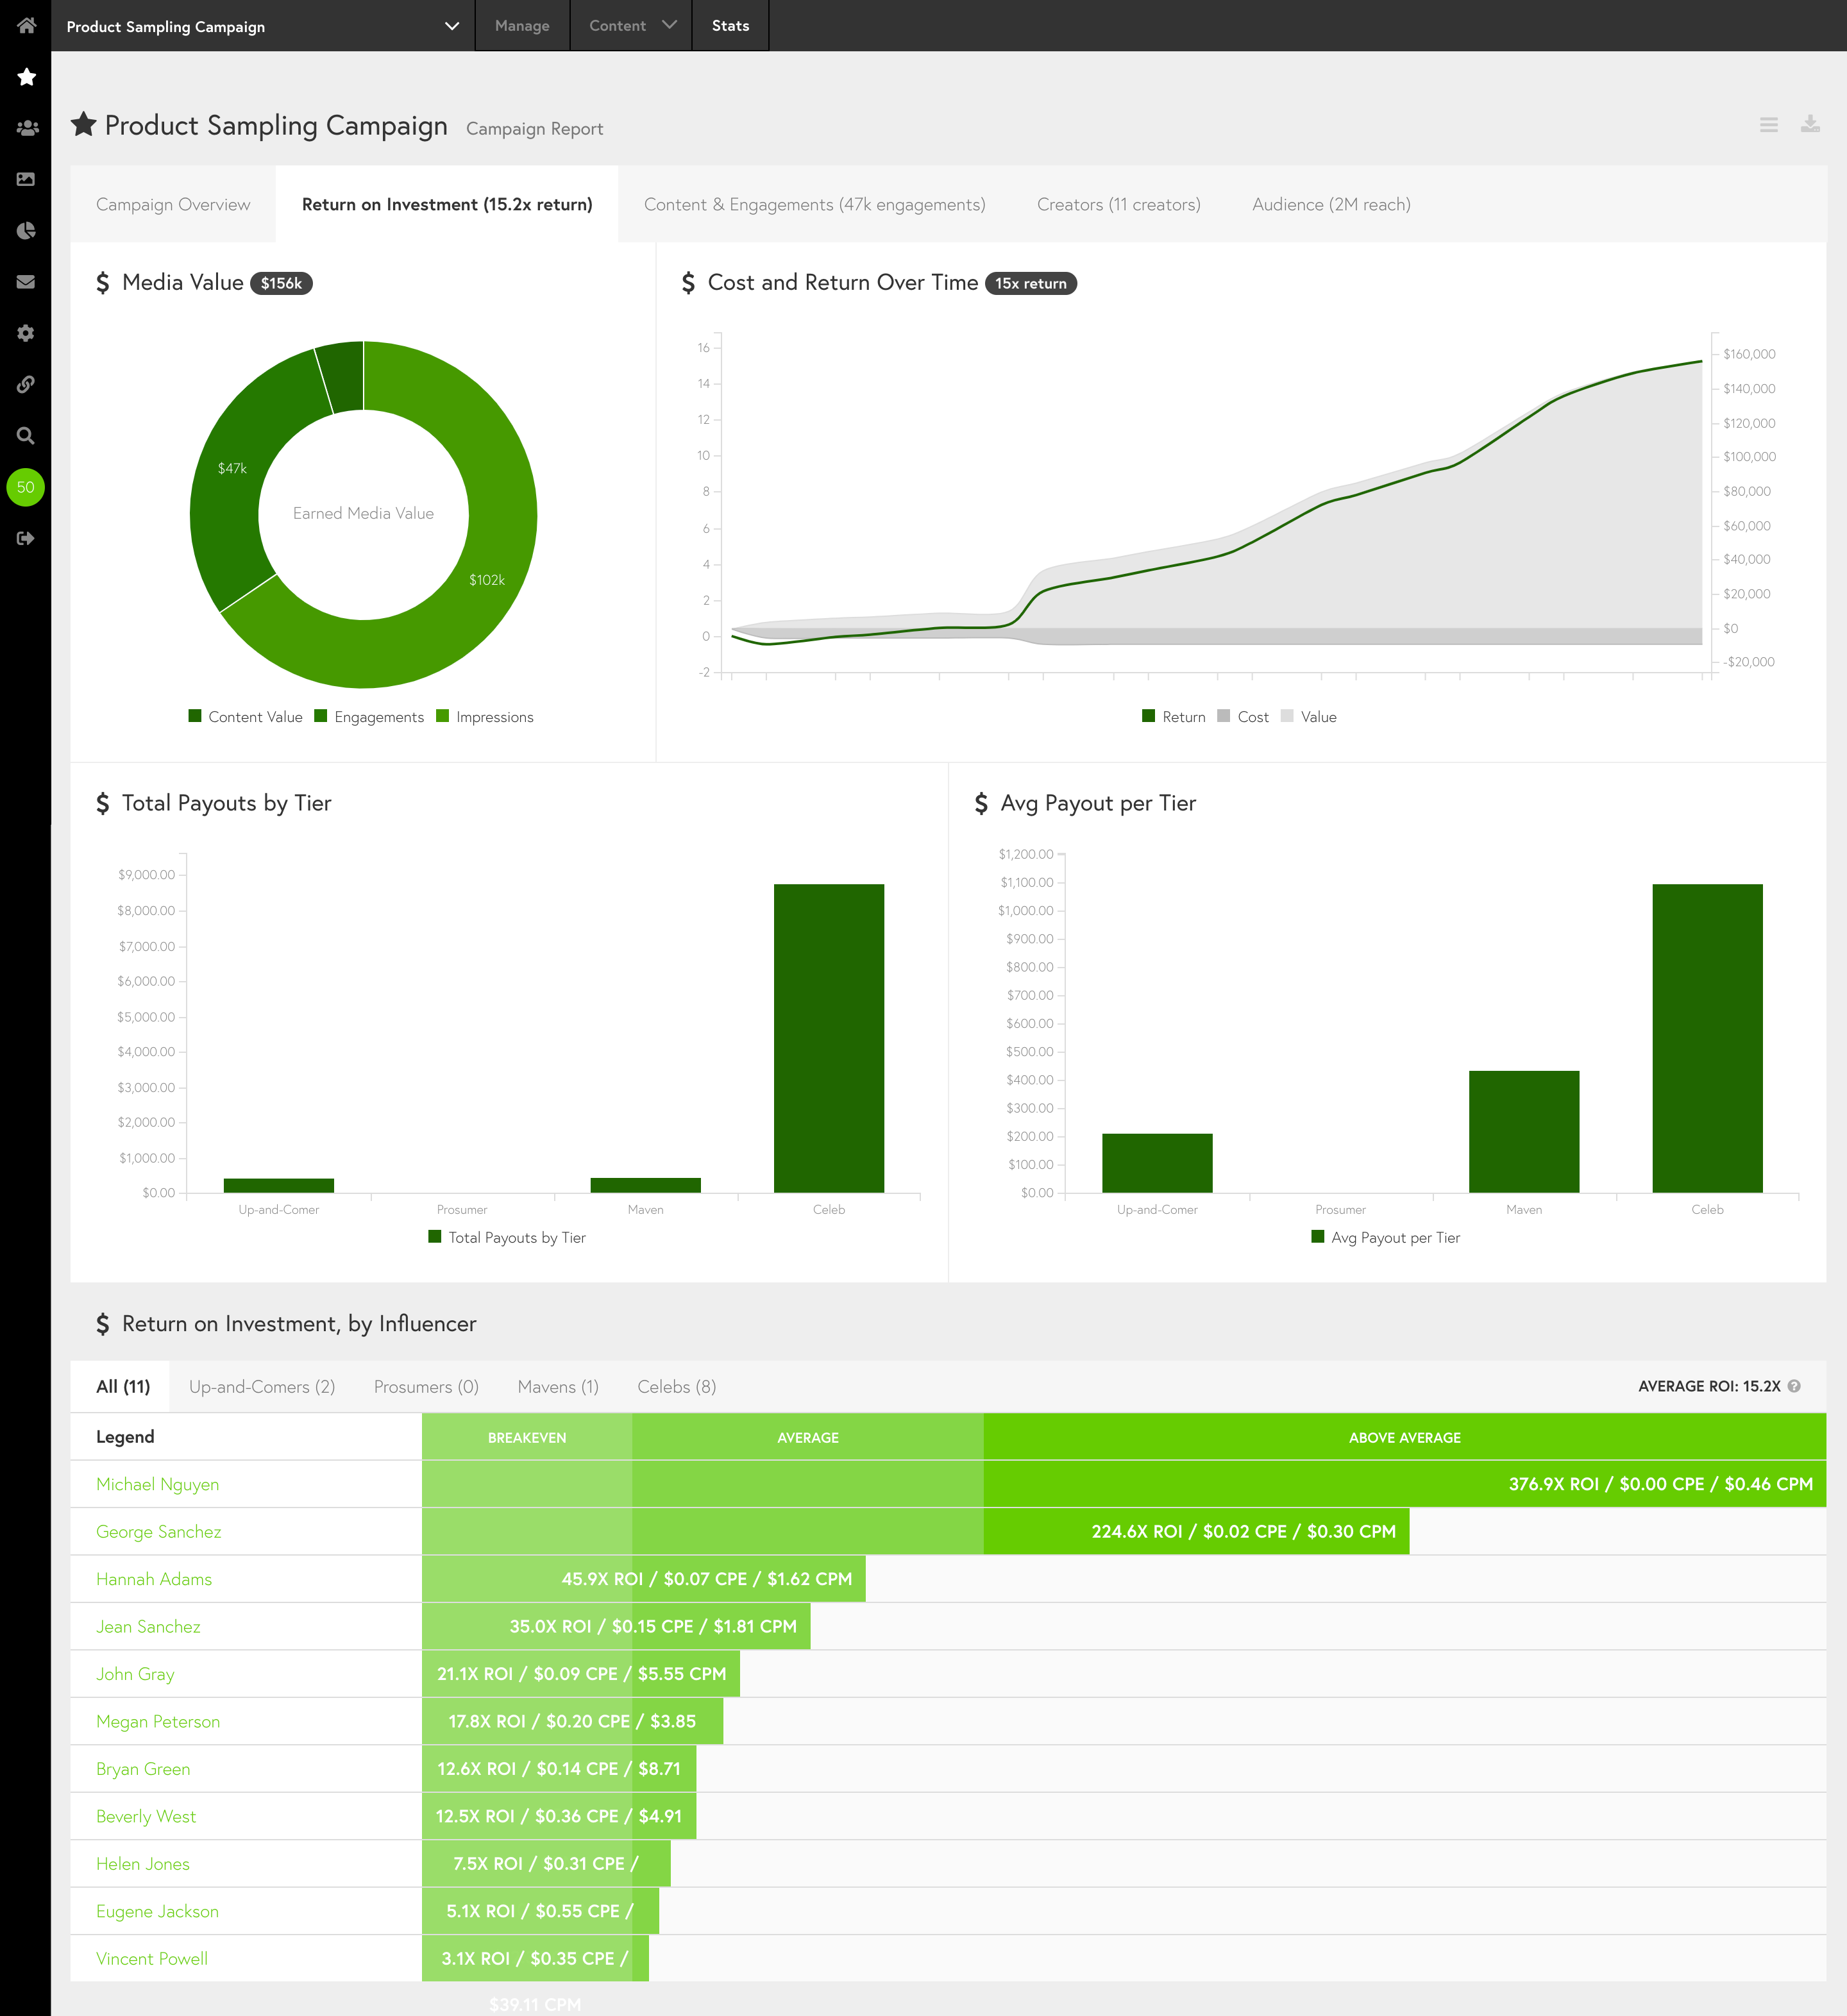 Product Sampling Campaign
Manage
Content
Stats
50
Product Sampling Campaign Campaign Report
Campaign Overview
Return on Investment (15.2x return)
Content & Engagements (47k engagements)
Creators (11 creators)
Audience (2M reach)
$ Media Value $156k
$47k
Earned Media Value
$102k
Content Value
Engagements
Impressions
$ Cost and Return Over Time 15x return
16
14
12
10
8
6
4
2
0
-2
$160,000
$140,000
$120,000
$100,000
$80,000
$60,000
$40,000
$20,000
$0
-$20,000
Return
Cost
Value
$ Total Payouts by Tier
$9,000.00
$8,000.00
$7,000.00
$6,000.00
$5,000.00
$4,000.00
$3,000.00
$2,000.00
$1,000.00
$0.00
Up-and-Comer
Prosumer
Maven
Celeb
Total Payouts by Tier
$ Avg Payout per Tier
$1,200.00
$1,100.00
$1,000.00
$900.00
$800.00
$700.00
$600.00
$500.00
$400.00
$300.00
$200.00
$100.00
$0.00
Up-and-Comer
Prosumer
Maven
Celeb
Avg Payout per Tier
$ Return on Investment, by Influencer
All (11)
Up-and-Comers (2)
Prosumers (0)
Mavens (1)
Celebs (8)
AVERAGE ROI: 15.2X ?
Legend
BREAKEVEN
AVERAGE
ABOVE AVERAGE
Michael Nguyen
376.9X ROI / $0.00 CPE / $0.46 CPM
George Sanchez
224.6X ROI / $0.02 CPE / $0.30 CPM
Hannah Adams
45.9X ROI / $0.07 CPE / $1.62 CPM
Jean Sanchez
35.0X ROI / $0.15 CPE / $1.81 CPM
John Gray
21.1X ROI / $0.09 CPE / $5.55 CPM
Megan Peterson
17.8X ROI / $0.20 CPE / $3.85
Bryan Green
12.6X ROI / $0.14 CPE / $8.71
Beverly West
12.5X ROI / $0.36 CPE / $4.91
Helen Jones
7.5X ROI / $0.31 CPE /
Eugene Jackson
5.1X ROI / $0.55 CPE /
Vincent Powell
3.1X ROI / $0.35 CPE /
$39.11 CPM